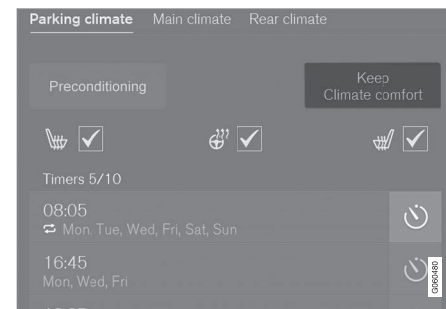 Parking climate Main climate Rear climate
Preconditioning
Keep
Climate comfort
Timers 5/10
08:05
Mon, Tue, Wed, Fri, Sat, Sun
16:45
Mon, Wed, Fri
G060480